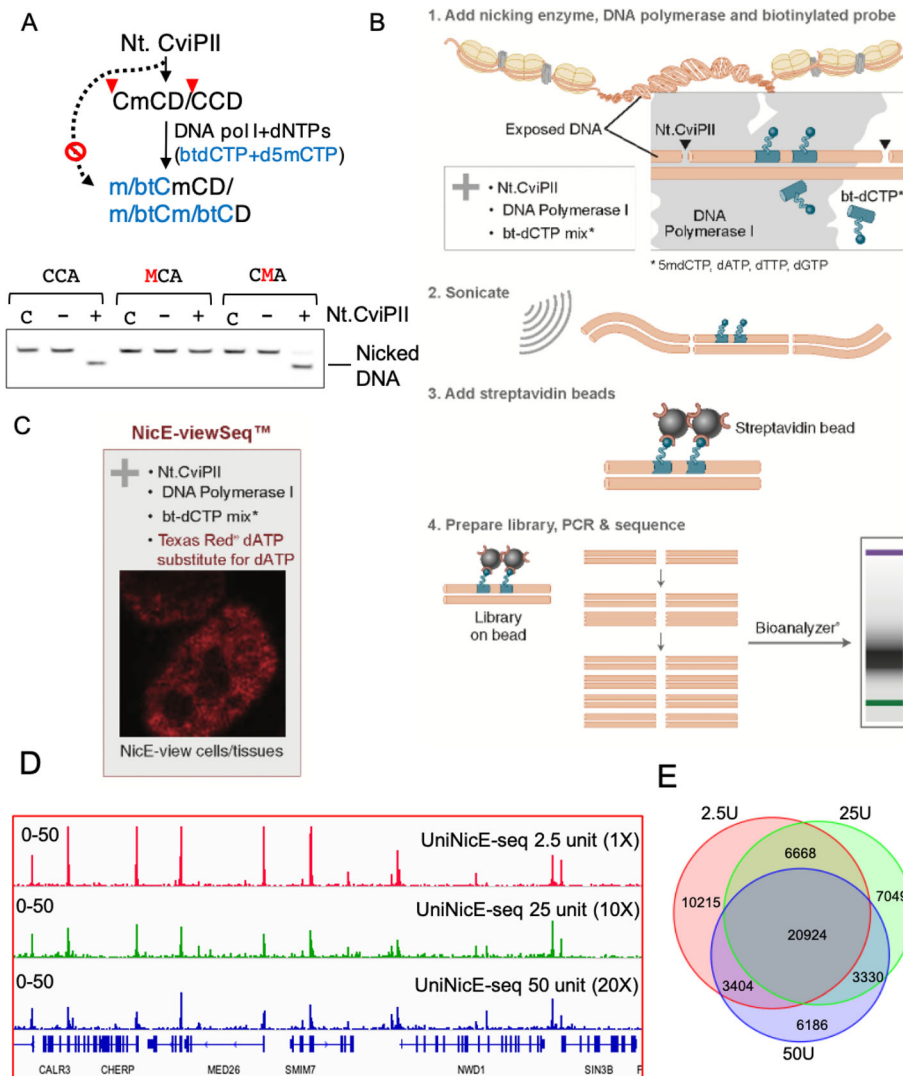 A
Nt. CviPII
CmCD/CCD
DNA pol I+dNTPs
(btdCTP+d5mCTP)
m/btCmCD/
m/btCm/btCD
CCA MCA CMA
C - + C - + C - + Nt.CviPII
Nicked
DNA
B
1. Add nicking enzyme, DNA polymerase and biotinylated probe
Exposed DNA
Nt.CviPII
• Nt.CviPII
• DNA Polymerase I
• bt-dCTP mix*
DNA
Polymerase I
bt-dCTP*
* 5mdCTP, dATP, dTTP, dGTP
2. Sonicate
3. Add streptavidin beads
Streptavidin bead
4. Prepare library, PCR & sequence
Library
on bead
Bioanalyzer®
C
NicE-viewSeq™
• Nt.CviPII
• DNA Polymerase I
• bt-dCTP mix*
• Texas Red® dATP
substitute for dATP
NicE-view cells/tissues
D
0-50 UniNicE-seq 2.5 unit (1X)
0-50 UniNicE-seq 25 unit (10X)
0-50 UniNicE-seq 50 unit (20X)
CALR3 CHERP MED26 SMIM7 NWD1 SIN3B F
E
2.5U 25U
6668
10215 7049
20924
3404 3330
6186
50U